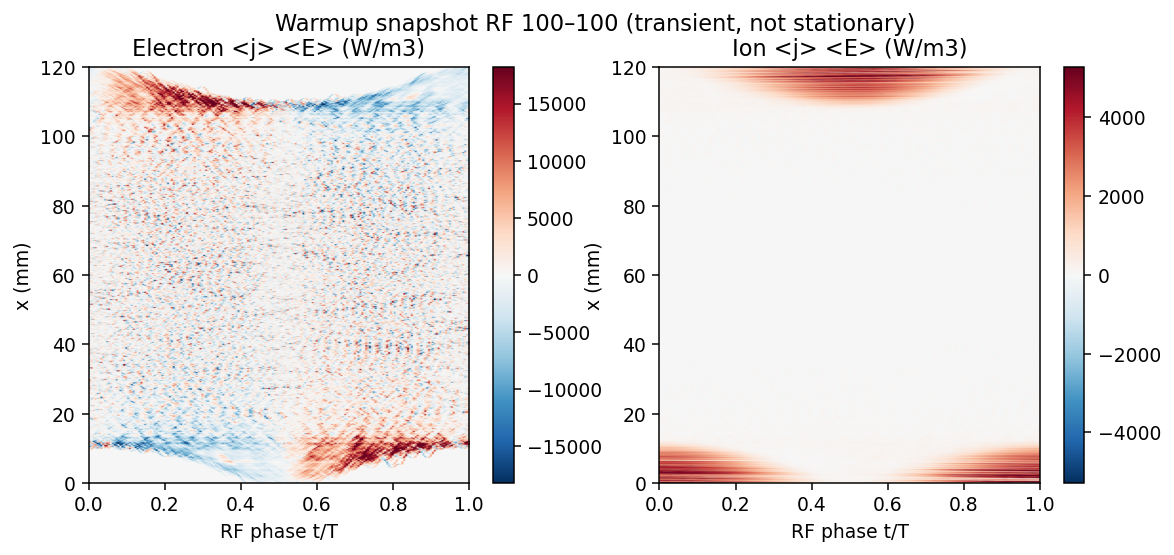 Warmup snapshot RF 100–100 (transient, not stationary)
Electron <j> <E> (W/m3)
Ion <j> <E> (W/m3)
x (mm)
120
100
80
60
40
20
0
0.0 0.2 0.4 0.6 0.8 1.0
RF phase t/T
15000
10000
5000
0
−5000
−10000
−15000
x (mm)
120
100
80
60
40
20
0
0.0 0.2 0.4 0.6 0.8 1.0
RF phase t/T
4000
2000
0
−2000
−4000